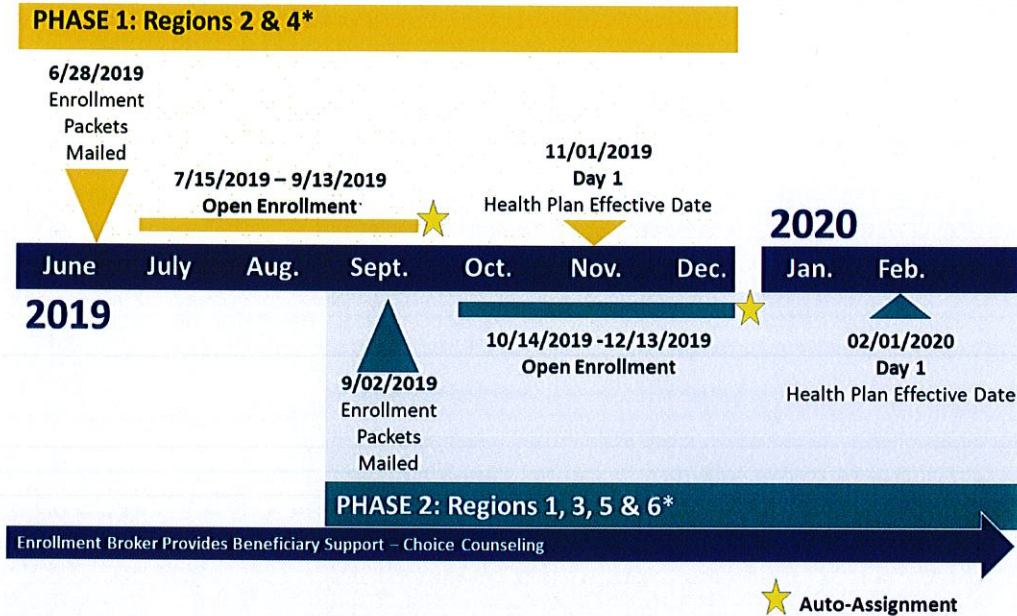 PHASE 1: Regions 2 & 4*
6/28/2019
Enrollment
Packets
Mailed
7/15/2019 – 9/13/2019
Open Enrollment
11/01/2019
Day 1
Health Plan Effective Date
2020
June July Aug. Sept. Oct. Nov. Dec. Jan. Feb.
2019
9/02/2019
Enrollment
Packets
Mailed
10/14/2019 -12/13/2019
Open Enrollment
02/01/2020
Day 1
Health Plan Effective Date
PHASE 2: Regions 1, 3, 5 & 6*
Enrollment Broker Provides Beneficiary Support – Choice Counseling
Auto-Assignment